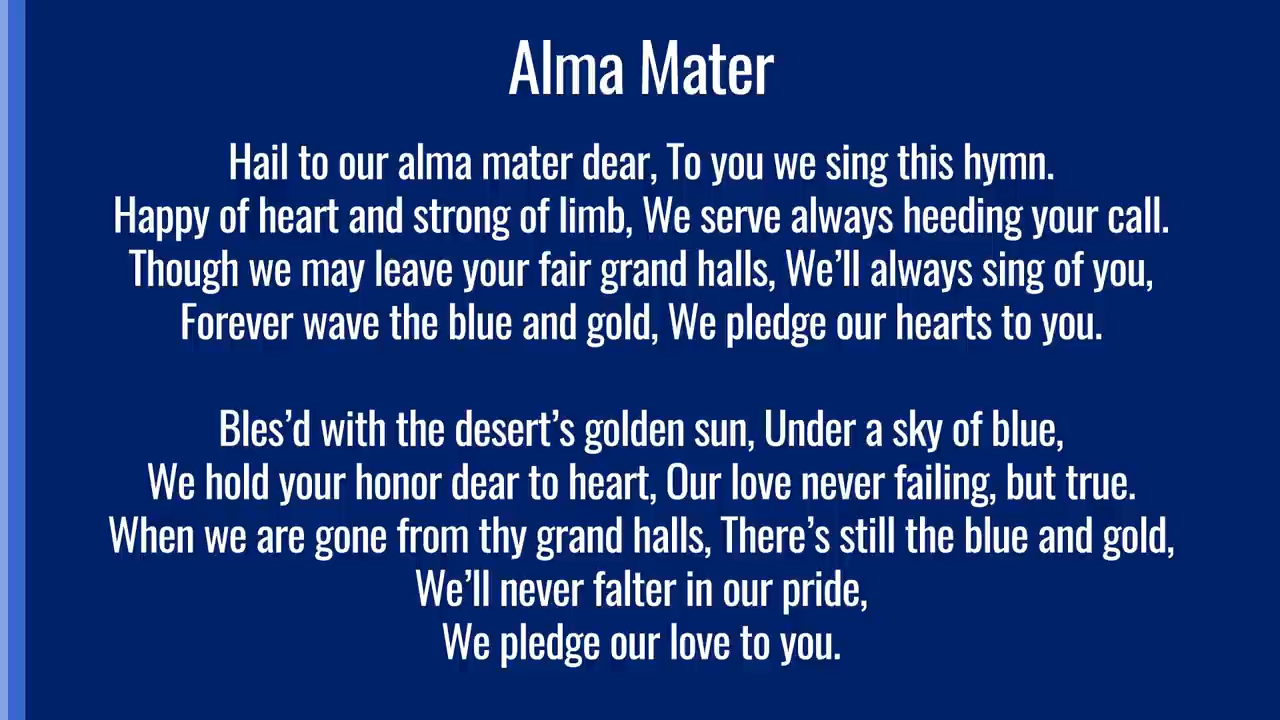 Alma Mater
Hail to our alma mater dear, To you we sing this hymn.
Happy of heart and strong of limb, We serve always heeding your call.
Though we may leave your fair grand halls, We’ll always sing of you,
Forever wave the blue and gold, We pledge our hearts to you.
Bles’d with the desert’s golden sun, Under a sky of blue,
We hold your honor dear to heart, Our love never failing, but true.
When we are gone from thy grand halls, There’s still the blue and gold,
We’ll never falter in our pride,
We pledge our love to you.